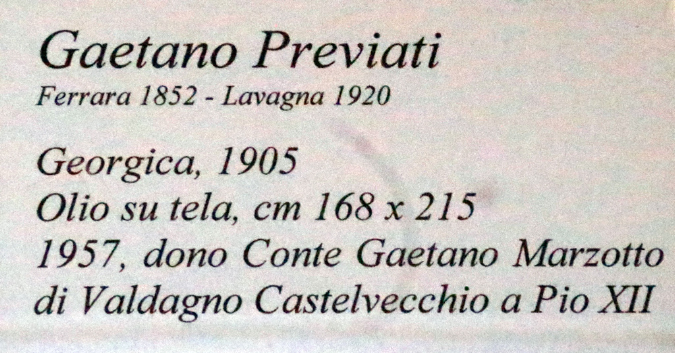 Gaetano Previati
Ferrara 1852 - Lavagna 1920
Georgica, 1905
Olio su tela, cm 168 x 215
1957, dono Conte Gaetano Marzotto
di Valdagno Castelvecchio a Pio XII